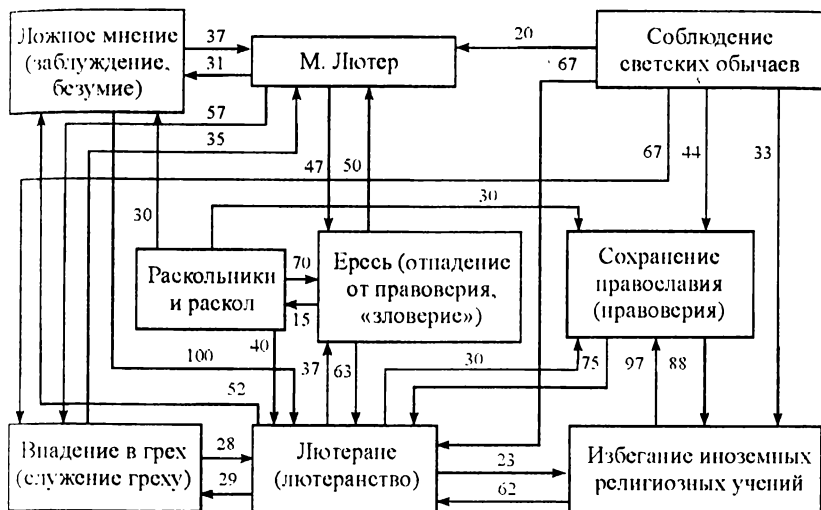 Ложное мнение
(заблуждение,
безумие)
37
31
М. Лютер
20
67
Соблюдение
светских обычаев
57
35
47
50
67
44
33
30
30
Раскольники
и раскол
70
15
Ересь (отпадение
от правоверия,
«зловерие»)
Сохранение
православия
(правоверия)
40
100
37
63
30
75
97
88
52
Впадение в грех
(служение греху)
28
29
Лютеране
(лютеранство)
23
62
Избегание иноземных
религиозных учений